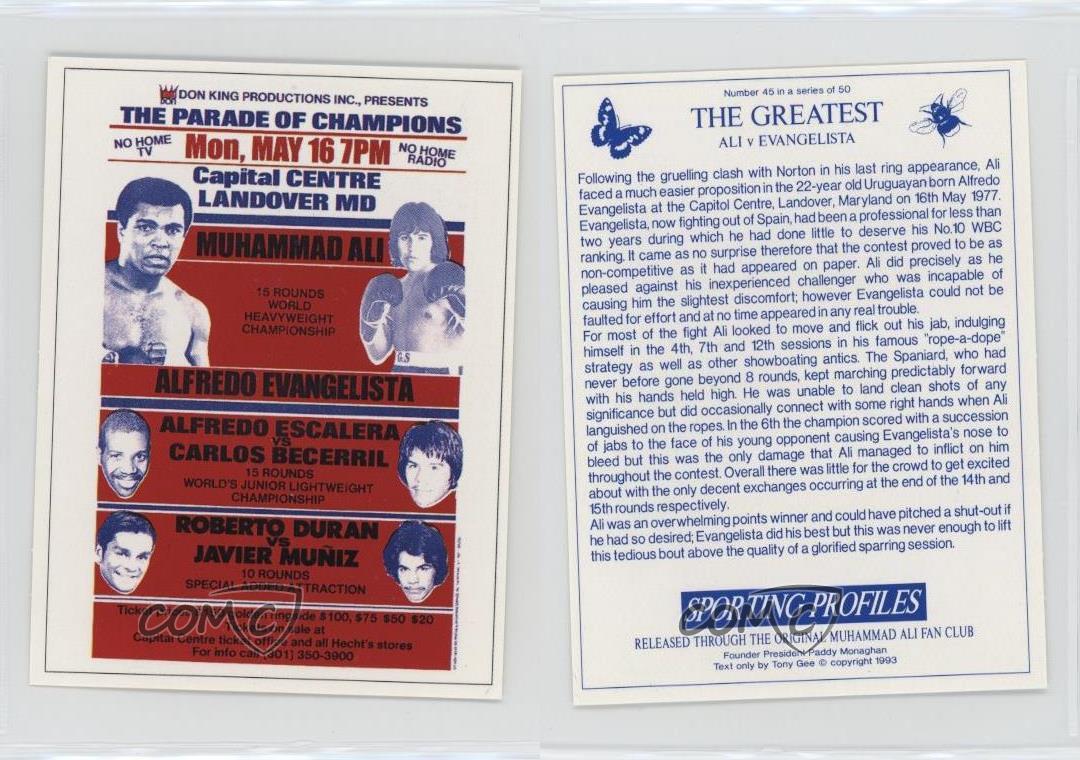 DON KING PRODUCTIONS INC., PRESENTS
THE PARADE OF CHAMPIONS
NO HOME TV
Mon, MAY 16 7PM
NO HOME RADIO
Capital CENTRE
LANDOVER MD
MUHAMMAD ALI
15 ROUNDS
WORLD
HEAVYWEIGHT
CHAMPIONSHIP
G.S
ALFREDO EVANGELISTA
ALFREDO ESCALERA
VS
CARLOS BECERRIL
15 ROUNDS
WORLD'S JUNIOR LIGHTWEIGHT
CHAMPIONSHIP
ROBERTO DURAN
VS
JAVIER MUÑIZ
10 ROUNDS
SPECIAL ADDED ATTRACTION
ringside $100, $75 $50 $20
Tickets on sale at
Capital Centre ticket office and all Hecht's stores
For info call (301) 350-3900
COMC
Number 45 in a series of 50
THE GREATEST
ALI v EVANGELISTA
Following the gruelling clash with Norton in his last ring appearance, Ali
faced a much easier proposition in the 22-year old Uruguayan born Alfredo
Evangelista at the Capitol Centre, Landover, Maryland on 16th May 1977.
Evangelista, now fighting out of Spain, had been a professional for less than
two years during which he had done little to deserve his No.10 WBC
ranking. It came as no surprise therefore that the contest proved to be as
non-competitive as it had appeared on paper. Ali did precisely as he
pleased against his inexperienced challenger who was incapable of
causing him the slightest discomfort; however Evangelista could not be
faulted for effort and at no time appeared in any real trouble.
For most of the fight Ali looked to move and flick out his jab, indulging
himself in the 4th, 7th and 12th sessions in his famous "rope-a-dope"
strategy as well as other showboating antics. The Spaniard, who had
never before gone beyond 8 rounds, kept marching predictably forward
with his hands held high. He was unable to land clean shots of any
significance but did occasionally connect with some right hands when Ali
languished on the ropes. In the 6th the champion scored with a succession
of jabs to the face of his young opponent causing Evangelista's nose to
bleed but this was the only damage that Ali managed to inflict on him
throughout the contest. Overall there was little for the crowd to get excited
about with the only decent exchanges occurring at the end of the 14th and
15th rounds respectively.
Ali was an overwhelming points winner and could have pitched a shut-out if
he had so desired; Evangelista did his best but this was never enough to lift
this tedious bout above the quality of a glorified sparring session.
SPORTING PROFILES
COMC
RELEASED THROUGH THE ORIGINAL MUHAMMAD ALI FAN CLUB
Founder President Paddy Monaghan
Text only by Tony Gee © copyright 1993